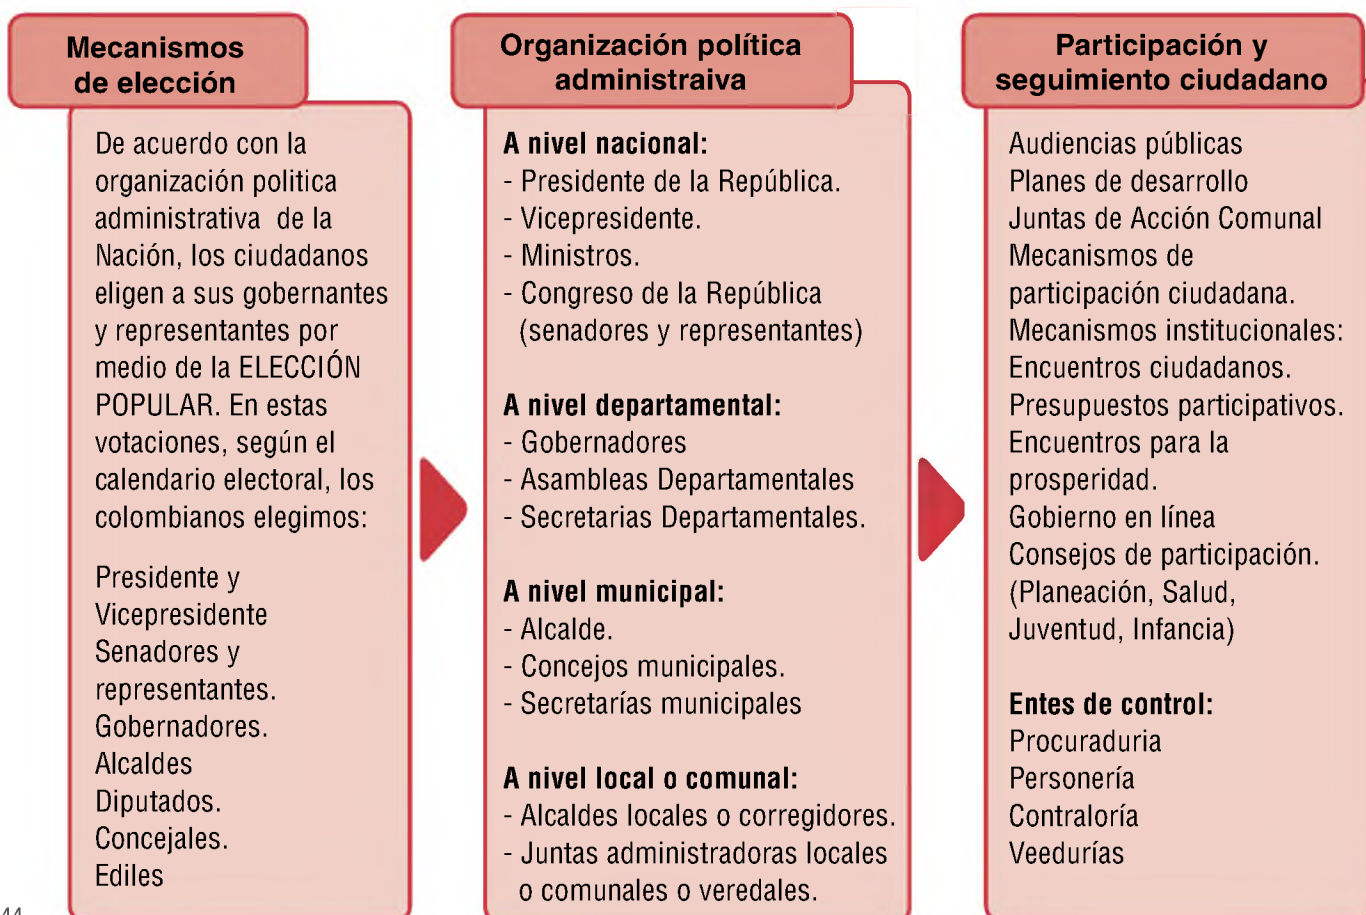 Mecanismos
de elección
De acuerdo con la
organización politica
administrativa de la
Nación, los ciudadanos
eligen a sus gobernantes
y representantes por
medio de la ELECCIÓN
POPULAR. En estas
votaciones, según el
calendario electoral, los
colombianos elegimos:
Presidente y
Vicepresidente
Senadores y
representantes.
Gobernadores.
Alcaldes
Diputados.
Concejales.
Ediles
Organización política
administraiva
A nivel nacional:
- Presidente de la República.
- Vicepresidente.
- Ministros.
- Congreso de la República
(senadores y representantes)
A nivel departamental:
- Gobernadores
- Asambleas Departamentales
- Secretarias Departamentales.
A nivel municipal:
- Alcalde.
- Concejos municipales.
- Secretarías municipales
A nivel local o comunal:
- Alcaldes locales o corregidores.
- Juntas administradoras locales
o comunales o veredales.
Participación y
seguimiento ciudadano
Audiencias públicas
Planes de desarrollo
Juntas de Acción Comunal
Mecanismos de
participación ciudadana.
Mecanismos institucionales:
Encuentros ciudadanos.
Presupuestos participativos.
Encuentros para la
prosperidad.
Gobierno en línea
Consejos de participación.
(Planeación, Salud,
Juventud, Infancia)
Entes de control:
Procuraduria
Personería
Contraloría
Veedurías